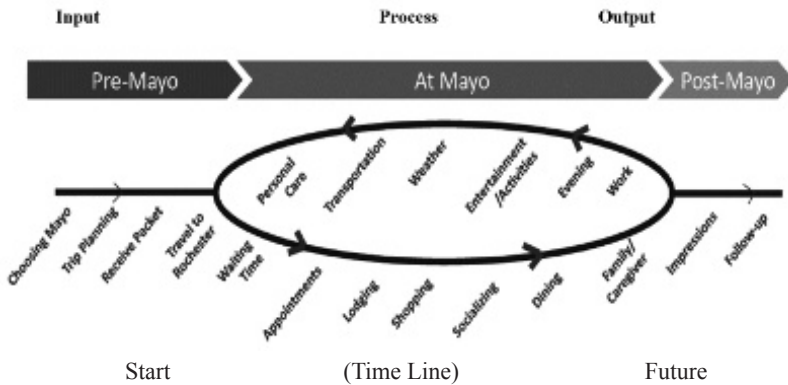 Input Process Output
Pre-Mayo At Mayo Post-Mayo
Personal
Care
Transportation
Weather
Entertainment
/Activities
Evening
Work
Choosing Mayo
Trip Planning
Receive Packet
Travel to
Rochester
Waiting
Time
Appointments
Lodging
Shopping
Socializing
Dining
Family/
Caregiver
Impressions
Follow-up
Start (Time Line) Future